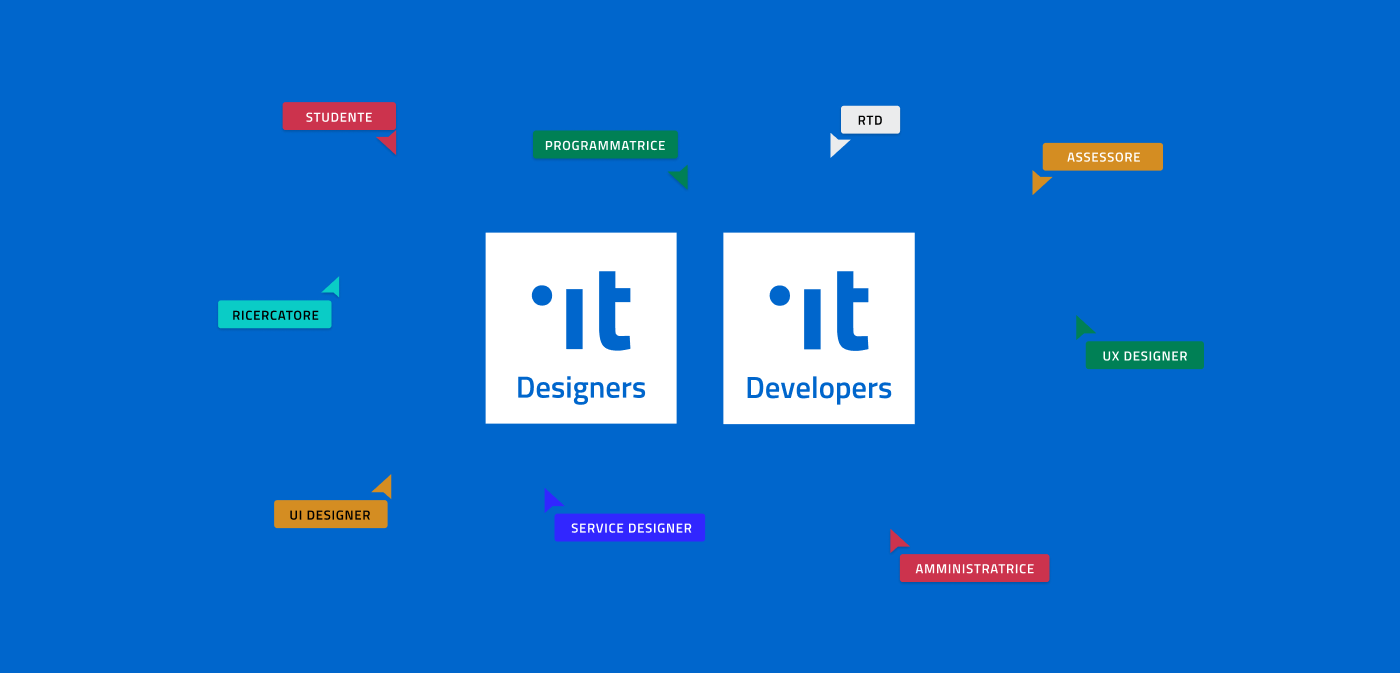 STUDENTE
RTD
PROGRAMMATRICE
ASSESSORE
it
Designers
it
Developers
RICERCATORE
UX DESIGNER
UI DESIGNER
SERVICE DESIGNER
AMMINISTRATRICE